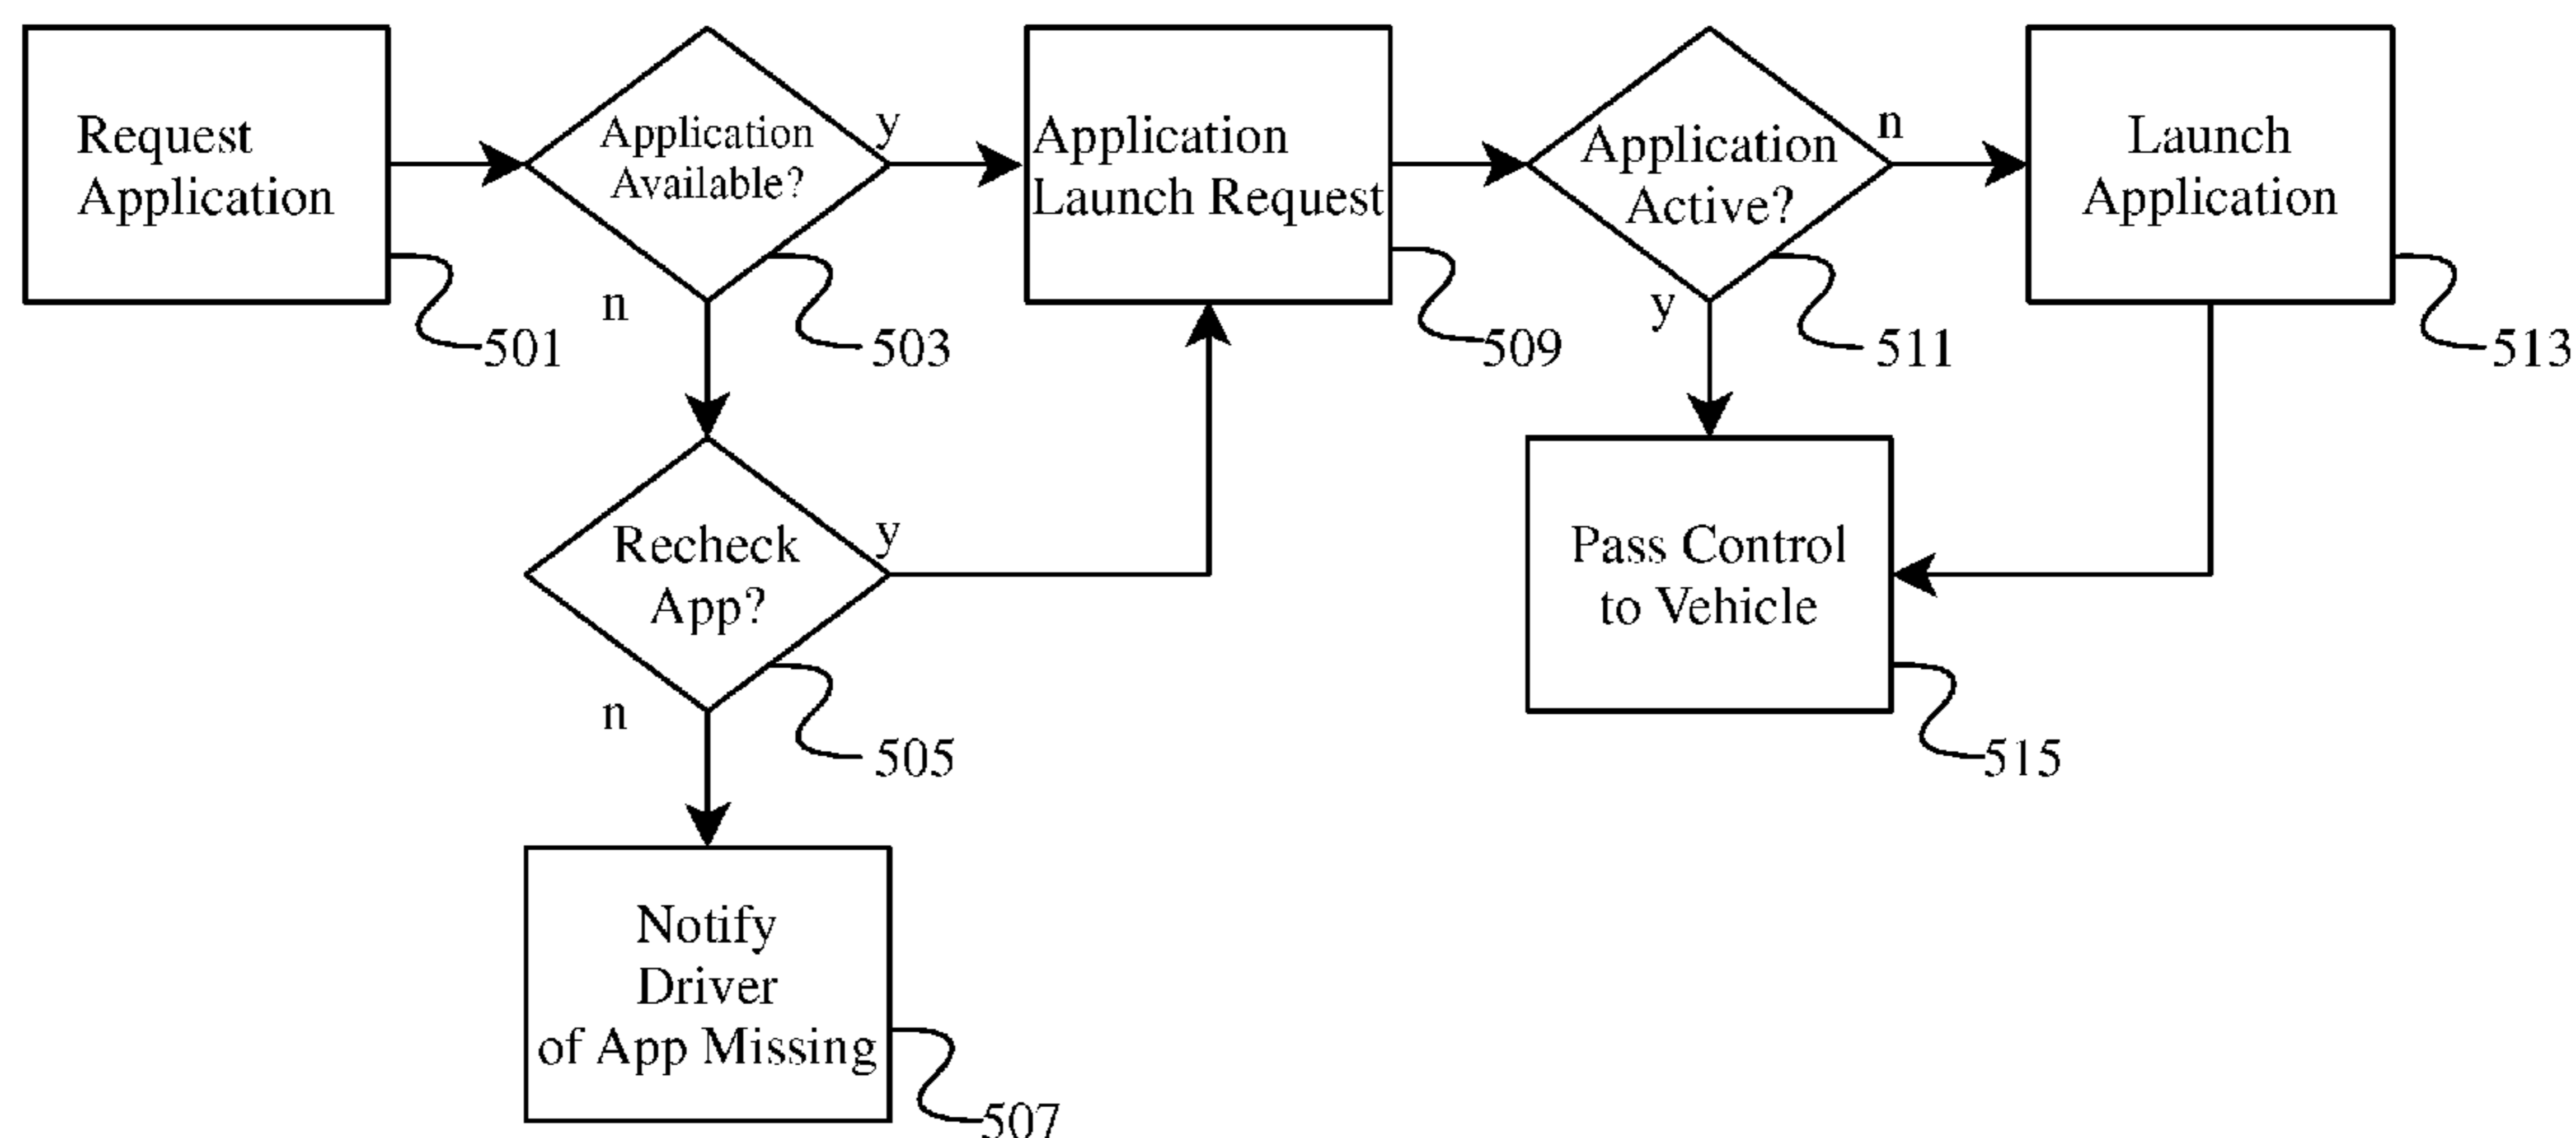 Request
Application
501
Application
Available?
y
n
503
Application
Launch Request
509
Application
Active?
n
y
511
Launch
Application
513
Recheck
App?
y
n
505
Pass Control
to Vehicle
515
Notify
Driver
of App Missing
507